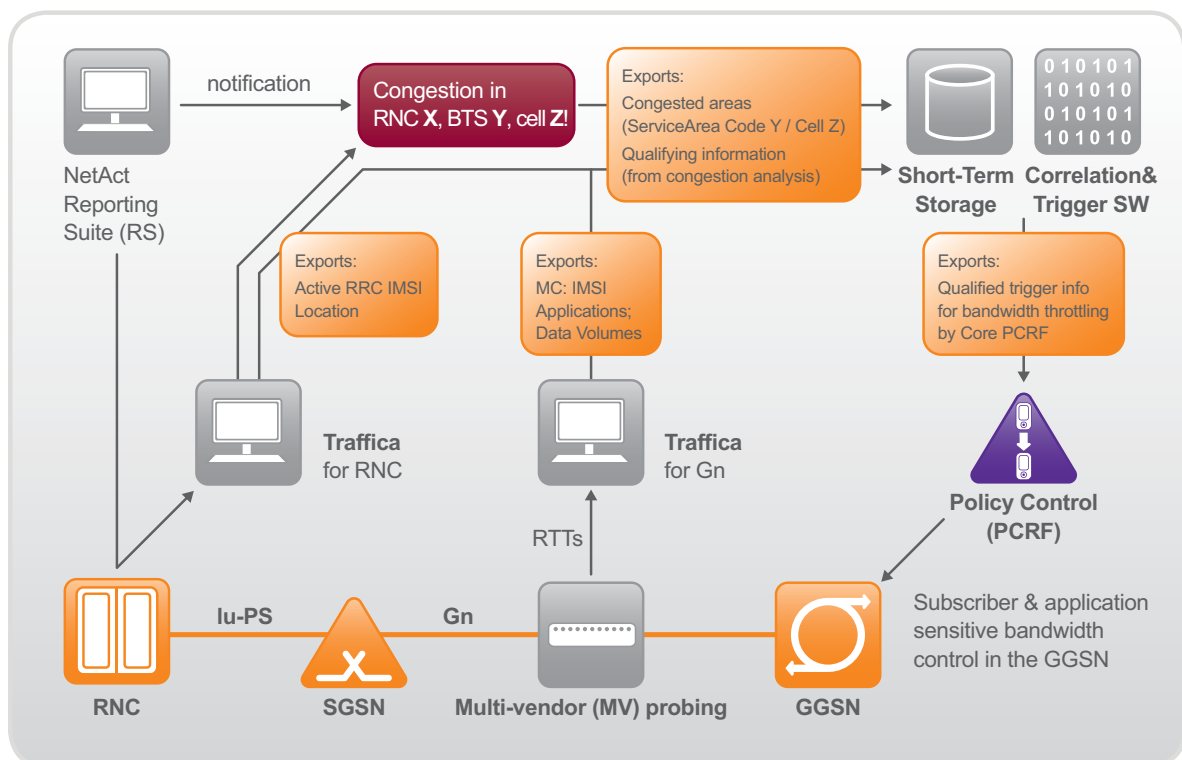 notification
Congestion in
RNC X, BTS Y, cell Z!
Exports:
Congested areas
(ServiceArea Code Y / Cell Z)
Qualifying information
(from congestion analysis)
0 1 0 1 0 1
1 0 1 0 1 0
0 1 0 1 0 1
1 0 1 0 1 0
NetAct
Reporting
Suite (RS)
Short-Term
Storage
Correlation&
Trigger SW
Exports:
Active RRC IMSI
Location
Exports:
MC: IMSI
Applications;
Data Volumes
Exports:
Qualified trigger info
for bandwidth throttling
by Core PCRF
Traffica
for RNC
Traffica
for Gn
Policy Control
(PCRF)
RTTs
Iu-PS
Gn
Subscriber & application
sensitive bandwidth
control in the GGSN
RNC
SGSN
Multi-vendor (MV) probing
GGSN